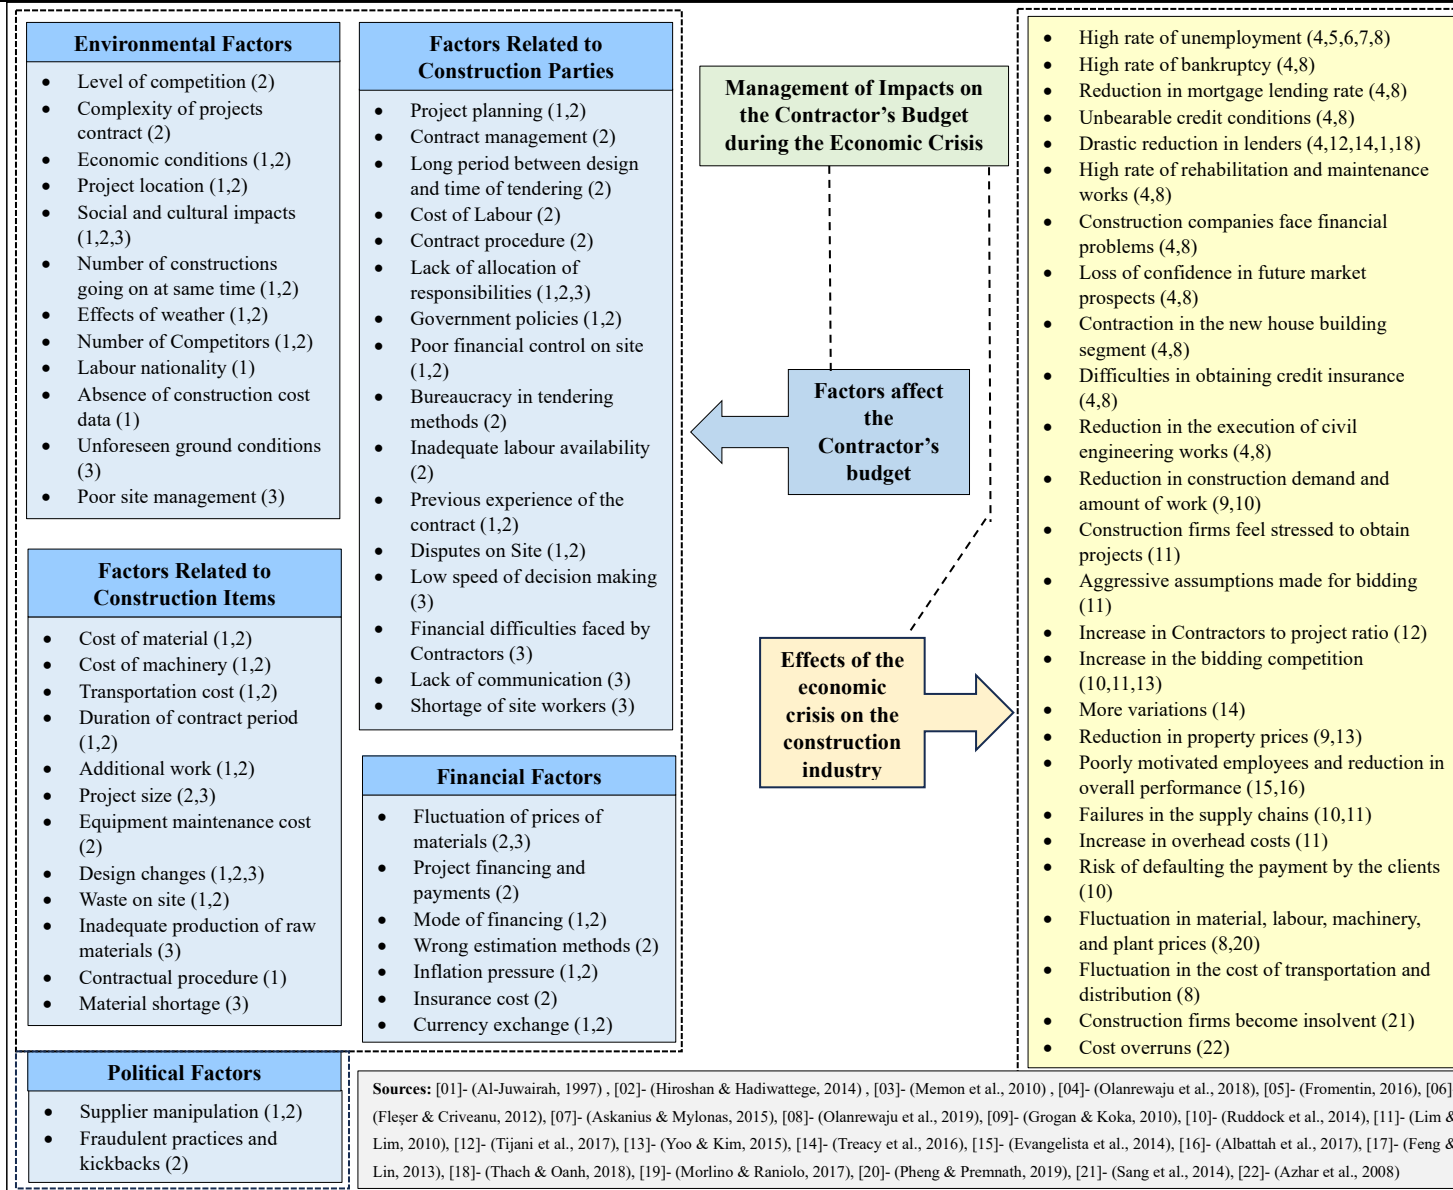 Environmental Factors
• Level of competition (2)
• Complexity of projects
contract (2)
• Economic conditions (1,2)
• Project location (1,2)
• Social and cultural impacts
(1,2,3)
• Number of constructions
going on at same time (1,2)
• Effects of weather (1,2)
• Number of Competitors (1,2)
• Labour nationality (1)
• Absence of construction cost
data (1)
• Unforeseen ground conditions
(3)
• Poor site management (3)
Factors Related to
Construction Items
• Cost of material (1,2)
• Cost of machinery (1,2)
• Transportation cost (1,2)
• Duration of contract period
(1,2)
• Additional work (1,2)
• Project size (2,3)
• Equipment maintenance cost
(2)
• Design changes (1,2,3)
• Waste on site (1,2)
• Inadequate production of raw
materials (3)
• Contractual procedure (1)
• Material shortage (3)
Political Factors
• Supplier manipulation (1,2)
• Fraudulent practices and
kickbacks (2)
Factors Related to
Construction Parties
• Project planning (1,2)
• Contract management (2)
• Long period between design
and time of tendering (2)
• Cost of Labour (2)
• Contract procedure (2)
• Lack of allocation of
responsibilities (1,2,3)
• Government policies (1,2)
• Poor financial control on site
(1,2)
• Bureaucracy in tendering
methods (2)
• Inadequate labour availability
(2)
• Previous experience of the
contract (1,2)
• Disputes on Site (1,2)
• Low speed of decision making
(3)
• Financial difficulties faced by
Contractors (3)
• Lack of communication (3)
• Shortage of site workers (3)
Financial Factors
• Fluctuation of prices of
materials (2,3)
• Project financing and
payments (2)
• Mode of financing (1,2)
• Wrong estimation methods (2)
• Inflation pressure (1,2)
• Insurance cost (2)
• Currency exchange (1,2)
Management of Impacts on
the Contractor's Budget
during the Economic Crisis
Factors affect
the
Contractor's
budget
Effects of the
economic
crisis on the
construction
industry
• High rate of unemployment (4,5,6,7,8)
• High rate of bankruptcy (4,8)
• Reduction in mortgage lending rate (4,8)
• Unbearable credit conditions (4,8)
• Drastic reduction in lenders (4,12,14,1,18)
• High rate of rehabilitation and maintenance
works (4,8)
• Construction companies face financial
problems (4,8)
• Loss of confidence in future market
prospects (4,8)
• Contraction in the new house building
segment (4,8)
• Difficulties in obtaining credit insurance
(4,8)
• Reduction in the execution of civil
engineering works (4,8)
• Reduction in construction demand and
amount of work (9,10)
• Construction firms feel stressed to obtain
projects (11)
• Aggressive assumptions made for bidding
(11)
• Increase in Contractors to project ratio (12)
• Increase in the bidding competition
(10,11,13)
• More variations (14)
• Reduction in property prices (9,13)
• Poorly motivated employees and reduction in
overall performance (15,16)
• Failures in the supply chains (10,11)
• Increase in overhead costs (11)
• Risk of defaulting the payment by the clients
(10)
• Fluctuation in material, labour, machinery,
and plant prices (8,20)
• Fluctuation in the cost of transportation and
distribution (8)
• Construction firms become insolvent (21)
• Cost overruns (22)
Sources: [01]- (Al-Juwairah, 1997) , [02]- (Hiroshan & Hadiwattege, 2014) , [03]- (Memon et al., 2010) , [04]- (Olanrewaju et al., 2018), [05]- (Fromentin, 2016), [06]
(Fleșer & Criveanu, 2012), [07]- (Askanius & Mylonas, 2015), [08]- (Olanrewaju et al., 2019), [09]- (Grogan & Koka, 2010), [10]- (Ruddock et al., 2014), [11]- (Lim &
Lim, 2010), [12]- (Tijani et al., 2017), [13]- (Yoo & Kim, 2015), [14]- (Treacy et al., 2016), [15]- (Evangelista et al., 2014), [16]- (Albattah et al., 2017), [17]- (Feng &
Lin, 2013), [18]- (Thach & Oanh, 2018), [19]- (Morlino & Raniolo, 2017), [20]- (Pheng & Premnath, 2019), [21]- (Sang et al., 2014), [22]- (Azhar et al., 2008)